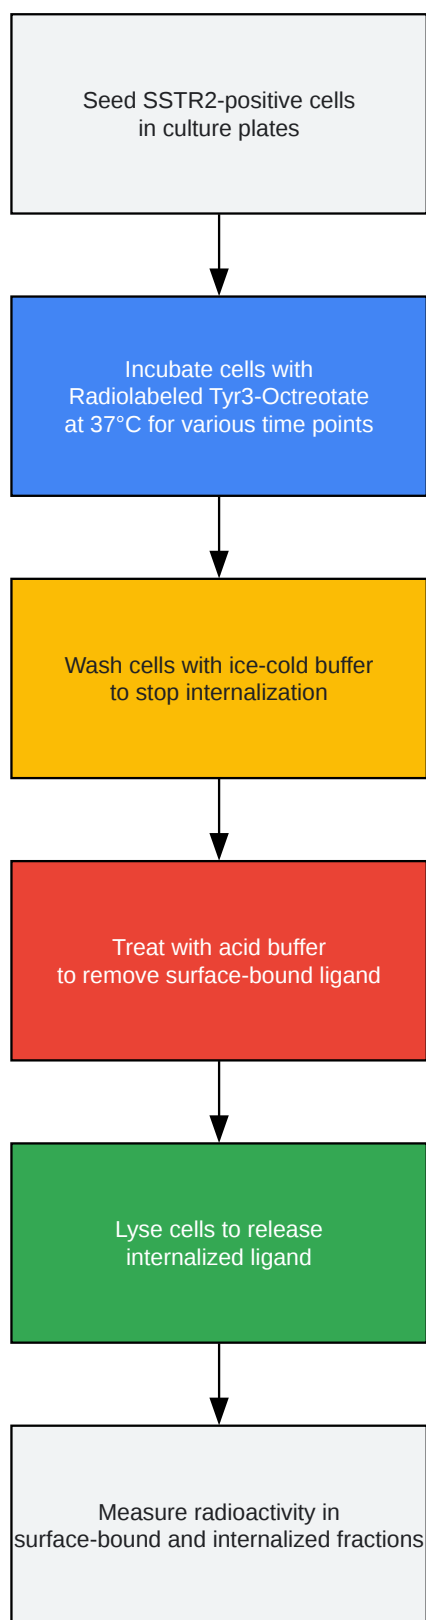 Seed SSTR2-positive cells
in culture plates
Incubate cells with
Radiolabeled Tyr3-Octreotate
at 37°C for various time points
Wash cells with ice-cold buffer
to stop internalization
Treat with acid buffer
to remove surface-bound ligand
Lyse cells to release
internalized ligand
Measure radioactivity in
surface-bound and internalized fractions